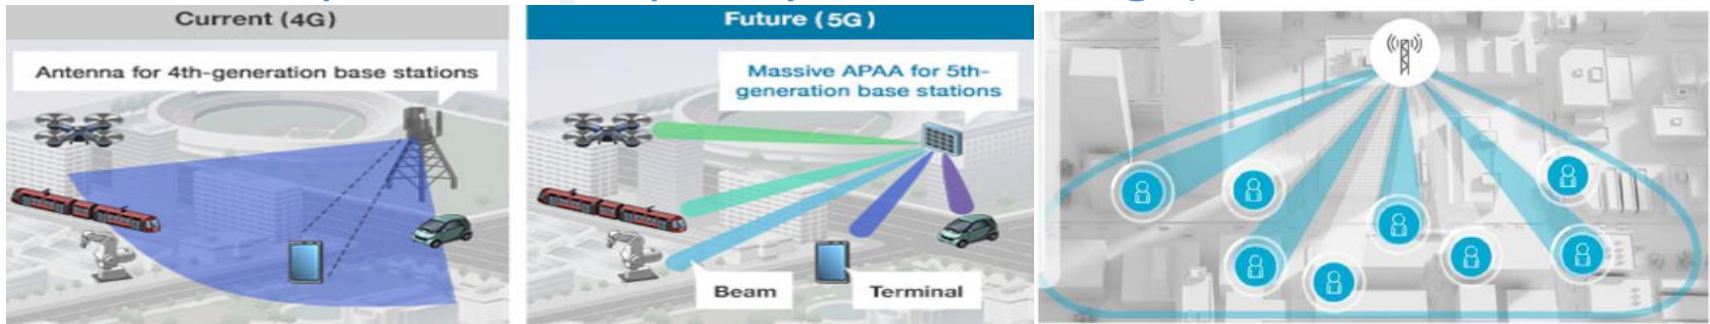 Current (4G)
Antenna for 4th-generation base stations
Future (5G)
Massive APAA for 5th-
generation base stations
Beam
Terminal